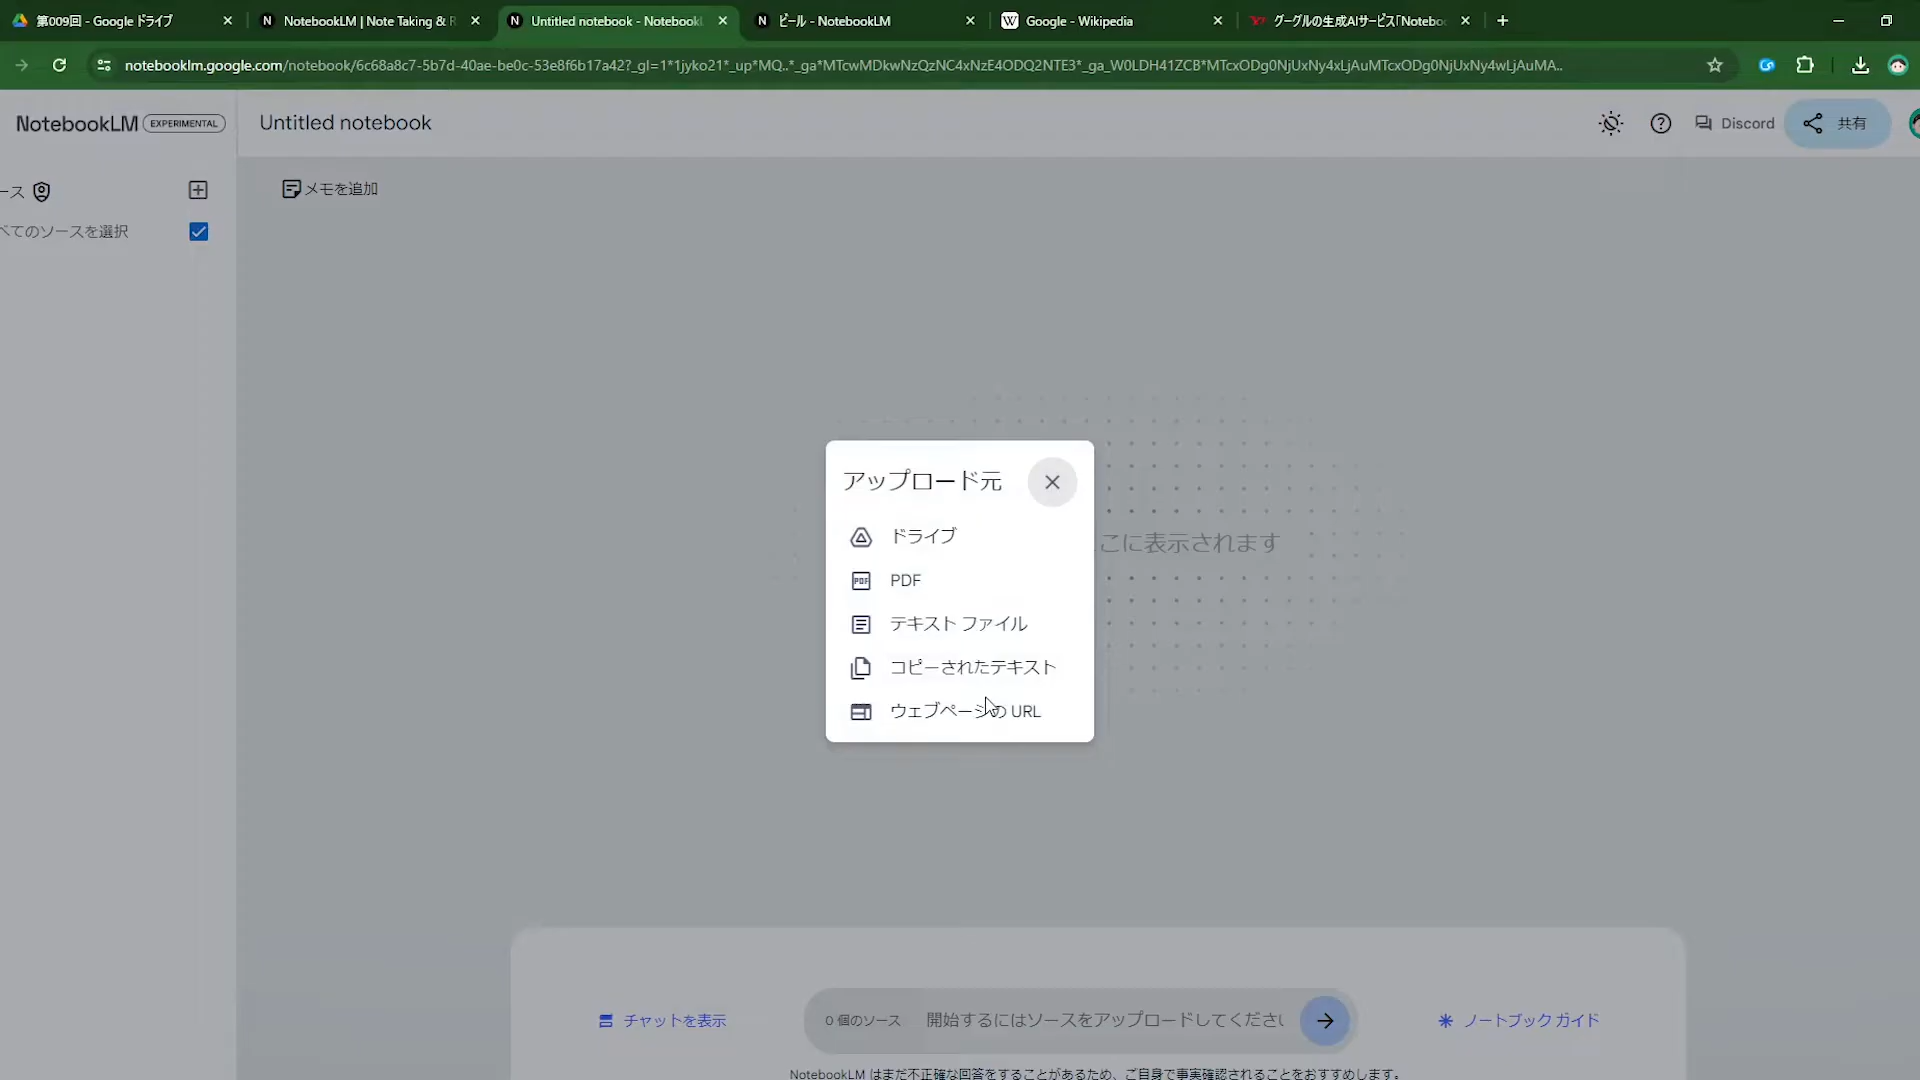 第009回 - Google ドライブ
NotebookLM | Note Taking & R
Untitled notebook - Notebook
ビール - NotebookLM
Google - Wikipedia
グーグルの生成AIサービス「Notebo
notebooklm.google.com/notebook/6c68a8c7-5b7d-40ae-be0c-53e8f6b17a42?_gl=1*1jyko21*_up*MQ..*_ga*MTcwMDkwNzQzNC4xNzE4ODQ2NTE3*_ga_W0LDH41ZCB*MTcxODg0NjUxNy4xLjAuMTcxODg0NjUxNy4wLjAuMA..
NotebookLM EXPERIMENTAL
Untitled notebook
Discord
共有
ース
べてのソースを選択
メモを追加
アップロード元
ドライブ
PDF
テキスト ファイル
コピーされたテキスト
ウェブページの URL
こに表示されます
チャットを表示
0 個のソース
開始するにはソースをアップロードしてください
ノートブック ガイド
NotebookLM はまだ不正確な回答をすることがあるため、ご自身で事実確認されることをおすすめします。